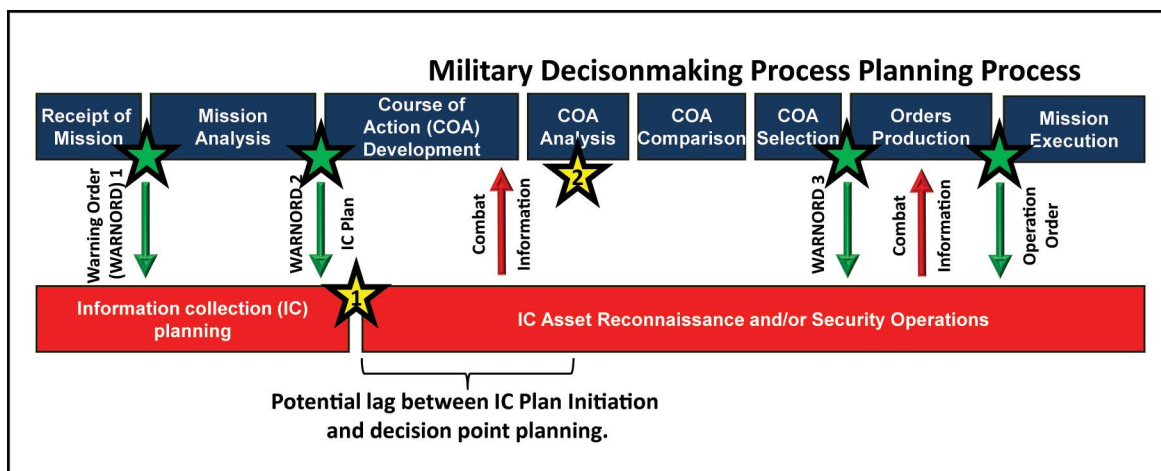 Military Decisonmaking Process Planning Process
Receipt of
Mission
Mission
Analysis
Course of
Action (COA)
Development
COA
Analysis
COA
Comparison
COA
Selection
Orders
Production
Mission
Execution
2
Warning Order
(WARNORD) 1
WARNORD 2
IC Plan
Combat
Information
WARNORD 3
Combat
Information
Operation
Order
1
Information collection (IC)
planning
IC Asset Reconnaissance and/or Security Operations
Potential lag between IC Plan Initiation
and decision point planning.